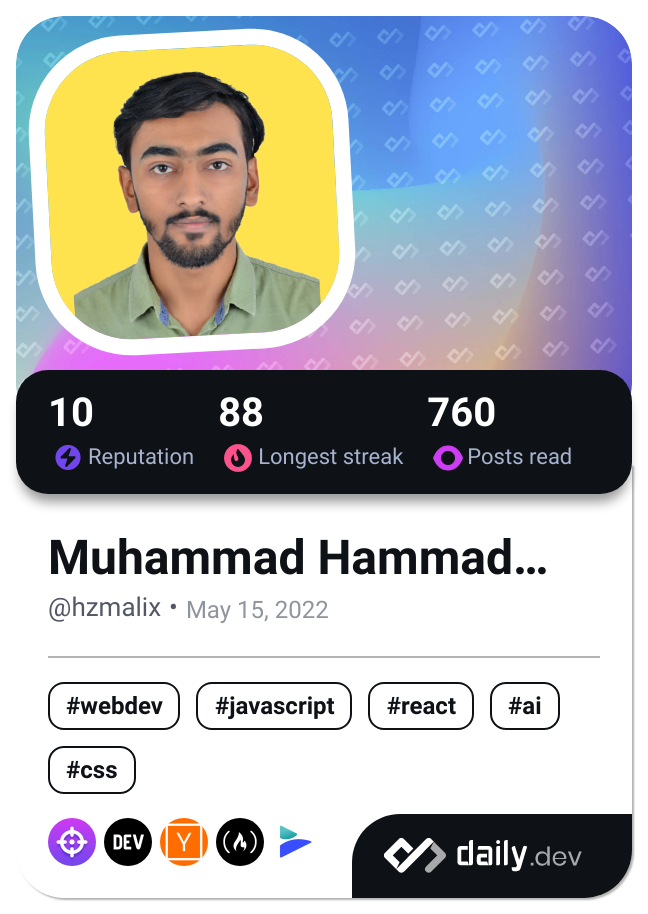 10 88 760
Reputation Longest streak Posts read
Muhammad Hammad...
@hzmalix • May 15, 2022
#webdev #javascript #react #ai
#css
DEV Y
daily.dev